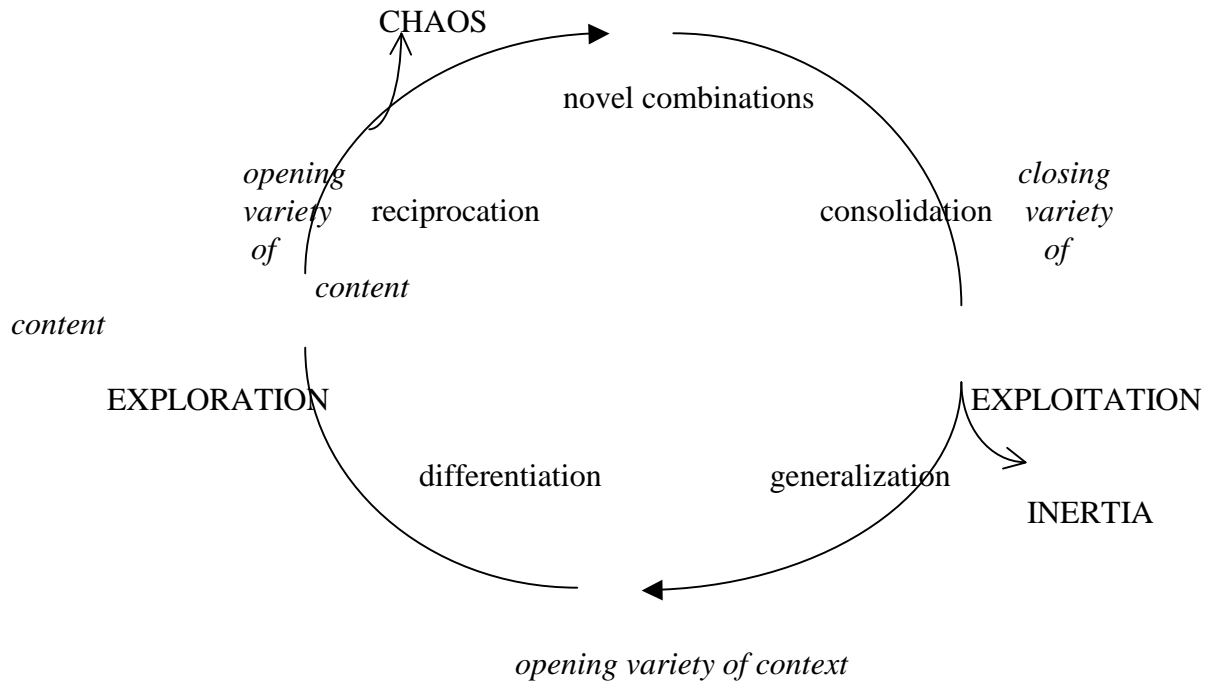 CHAOS
novel combinations
opening
variety
of
content
reciprocation
consolidation
closing
variety
of
content
EXPLORATION
EXPLOITATION
differentiation
generalization
INERTIA
opening variety of context